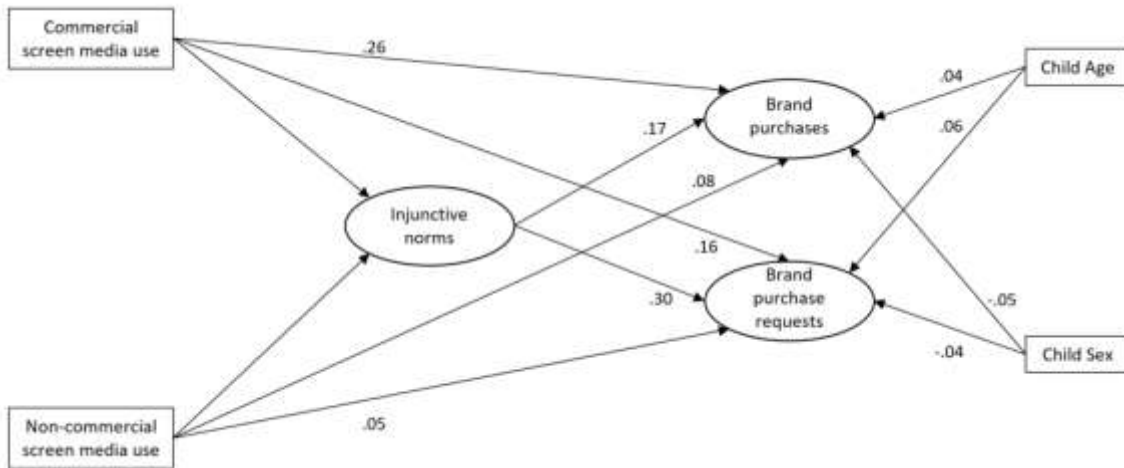 Commercial
screen media use
.26
Child Age
.04
Brand
purchases
.17
.06
.08
Injunctive
norms
.16
Brand
purchase
requests
.30
-.05
-.04
Child Sex
Non-commercial
screen media use
.05